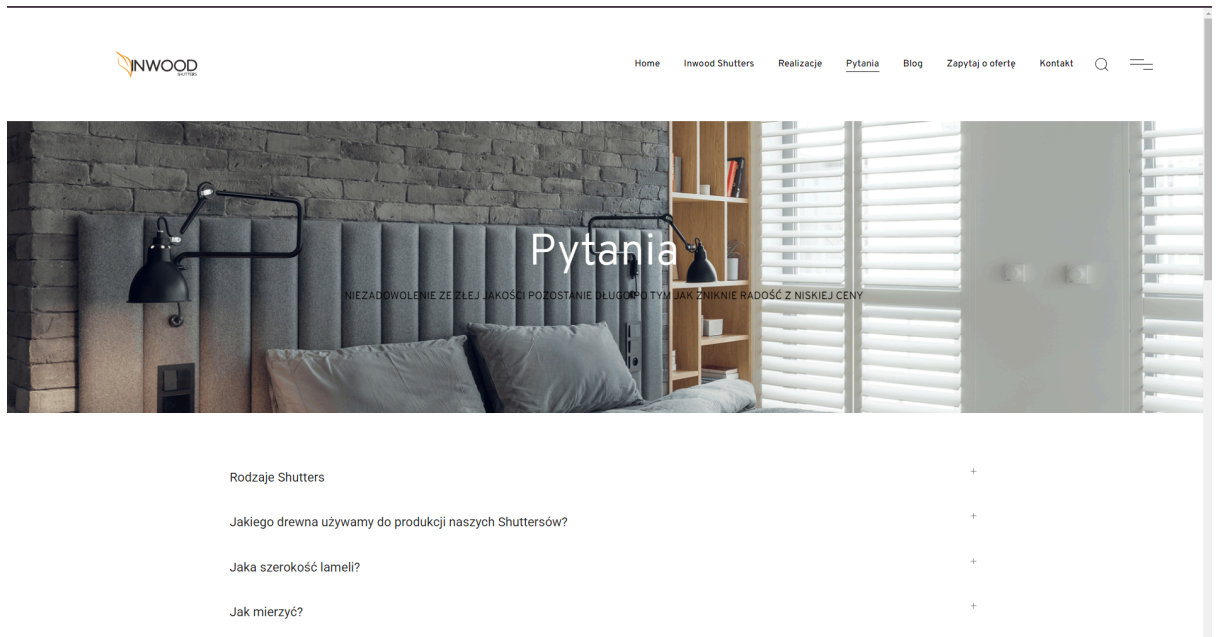 INWOOD
SHUTTERS
Home Inwood Shutters Realizacje Pytania Blog Zapytaj o ofertę Kontakt
Pytania
NIEZADOWOLENIE ZE ZŁEJ JAKOŚCI POZOSTANIE DŁUGO PO TYM JAK ZNIKNIE RADOŚĆ Z NISKIEJ CENY
Rodzaje Shutters +
Jakiego drewna używamy do produkcji naszych Shuttersów? +
Jaka szerokość lameli? +
Jak mierzyć? +